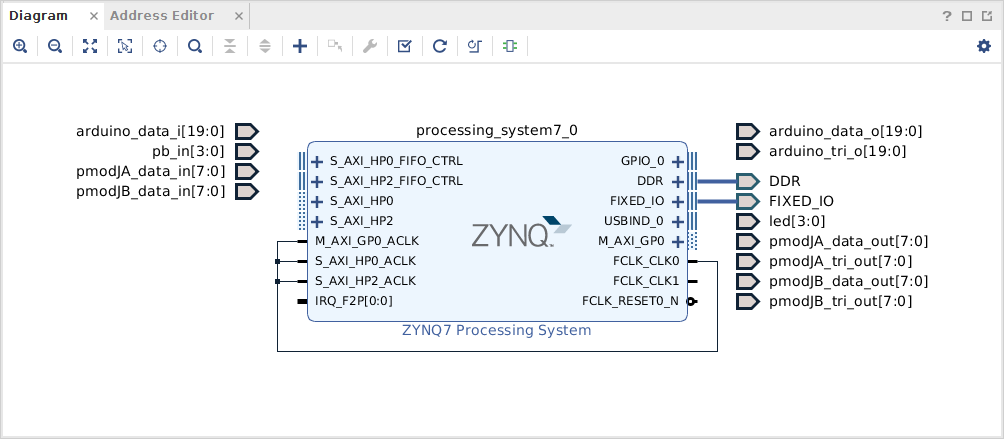 Diagram
Address Editor
?
processing_system7_0
arduino_data_i[19:0]
pb_in[3:0]
pmodJA_data_in[7:0]
pmodJB_data_in[7:0]
S_AXI_HP0_FIFO_CTRL
S_AXI_HP2_FIFO_CTRL
S_AXI_HP0
S_AXI_HP2
M_AXI_GP0_ACLK
S_AXI_HP0_ACLK
S_AXI_HP2_ACLK
IRQ_F2P[0:0]
ZYNQ
GPIO_0
DDR
FIXED_IO
USBIND_0
M_AXI_GP0
FCLK_CLK0
FCLK_CLK1
FCLK_RESET0_N
ZYNQ7 Processing System
arduino_data_o[19:0]
arduino_tri_o[19:0]
DDR
FIXED_IO
led[3:0]
pmodJA_data_out[7:0]
pmodJA_tri_out[7:0]
pmodJB_data_out[7:0]
pmodJB_tri_out[7:0]